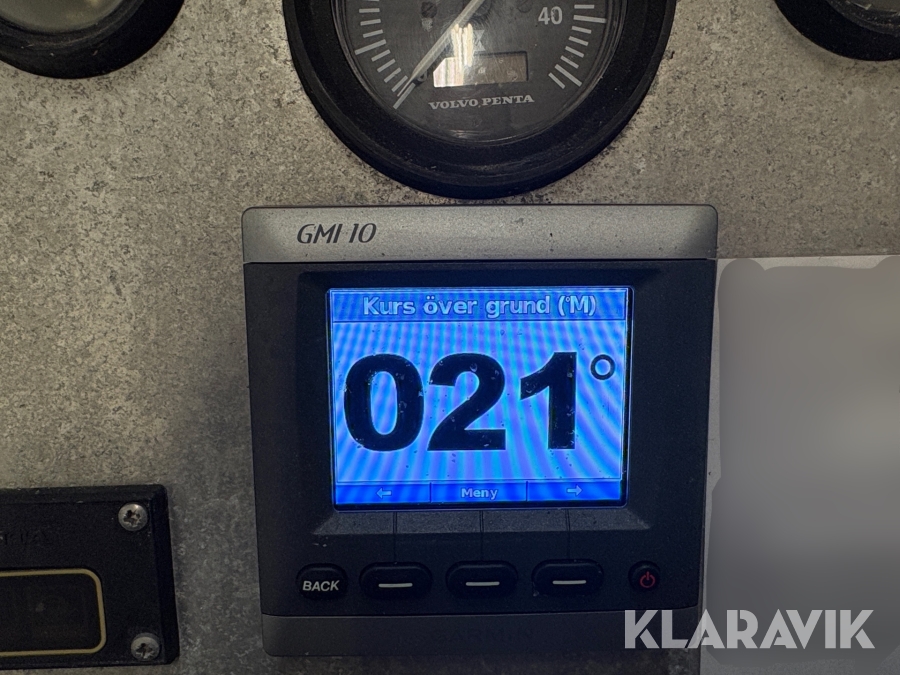 40
VOLVO PENTA
GMI 10
Kurs över grund (°M)
021°
← Meny →
BACK
KLARAVIK